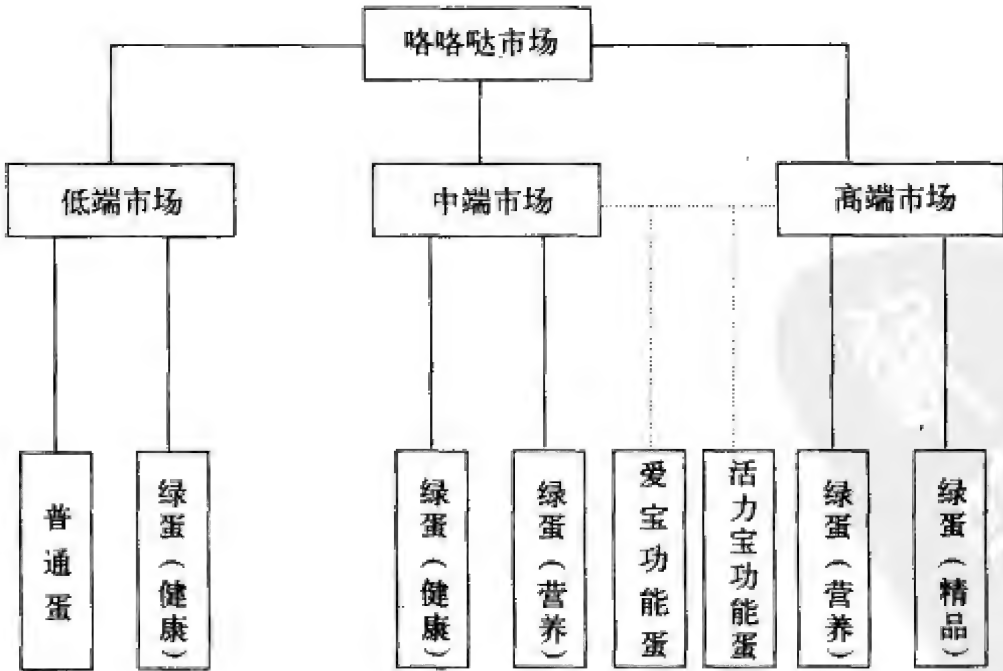 咯咯哒市场
低端市场
中端市场
高端市场
普通蛋
绿蛋（健康）
绿蛋（健康）
绿蛋（营养）
爱宝功能蛋
活力宝功能蛋
绿蛋（营养）
绿蛋（精品）